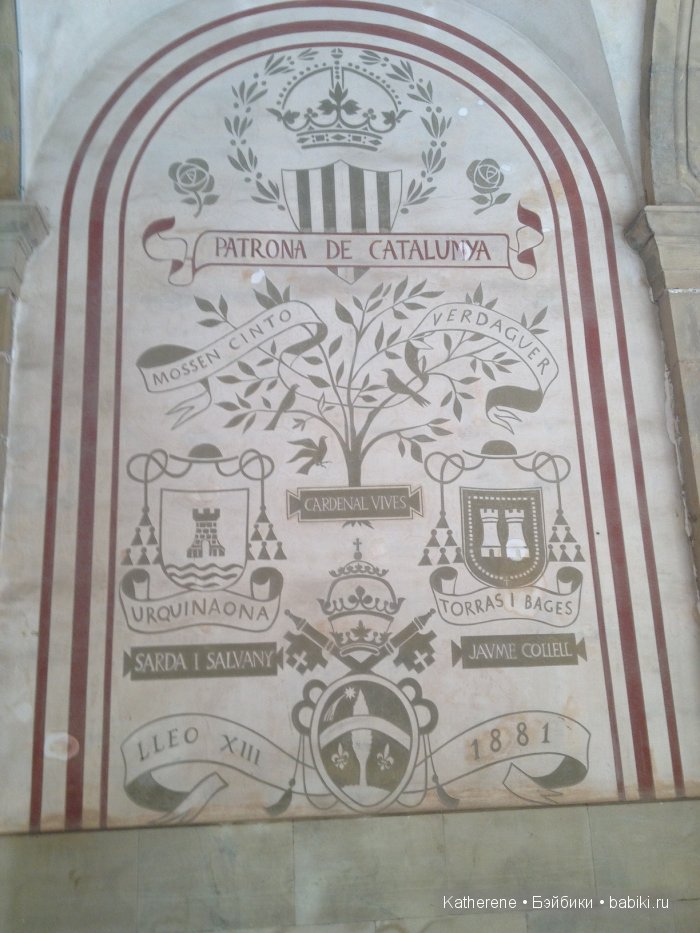 PATRONA DE CATALUNYA
MOSSEN CINTO VERDAGUER
CARDENAL VIVES
URQUINAONA
TORRAS I BAGES
SARDA I SALVANY
JAUME COLLELL
LLEO XIII 1881
Katherene • Бэйбики • babiki.ru